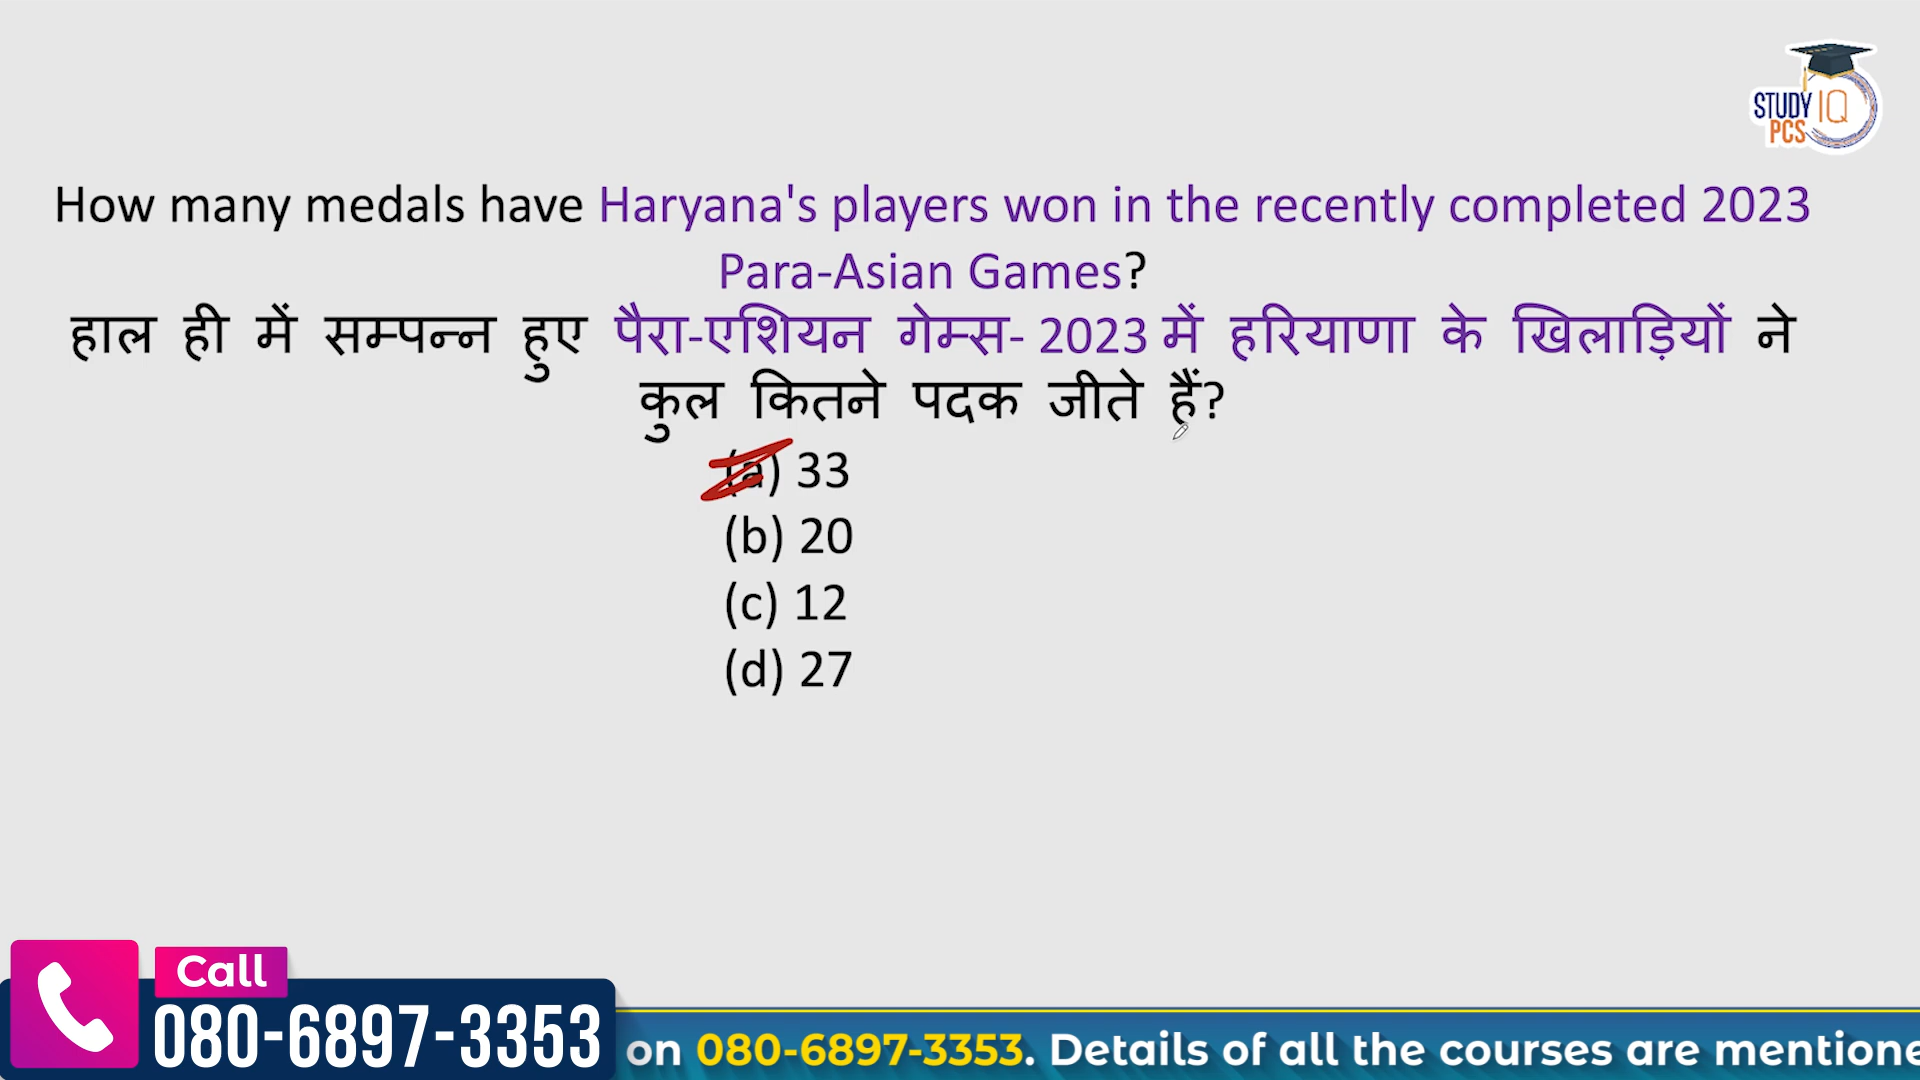 STUDY IQ
PCS
How many medals have Haryana's players won in the recently completed 2023
Para-Asian Games?
हाल ही में सम्पन्न हुए पैरा-एशियन गेम्स- 2023 में हरियाणा के खिलाड़ियों ने
कुल कितने पदक जीते हैं?
(a) 33
(b) 20
(c) 12
(d) 27
Call
080-6897-3353
on 080-6897-3353. Details of all the courses are mentione